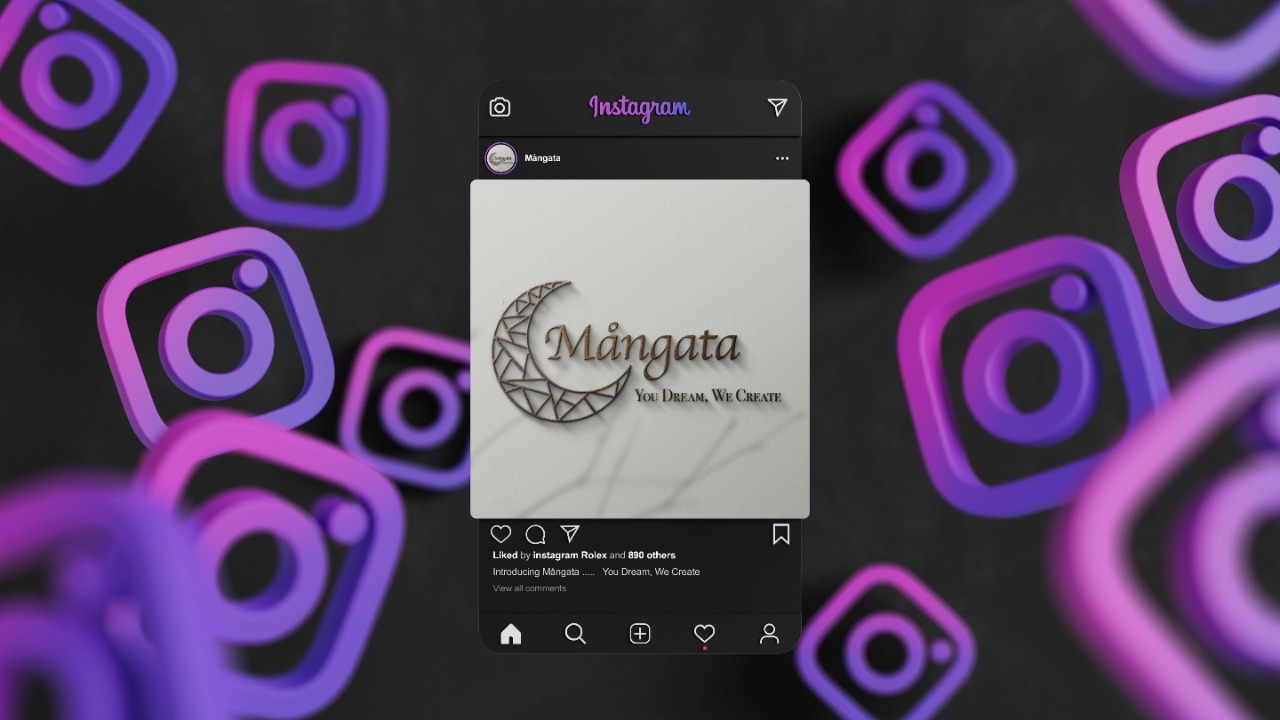 Instagram
Mångata
Mångata
You Dream, We Create
Liked by instagram Rolex and 890 others
Introducing Mångata ..... You Dream, We Create
View all comments